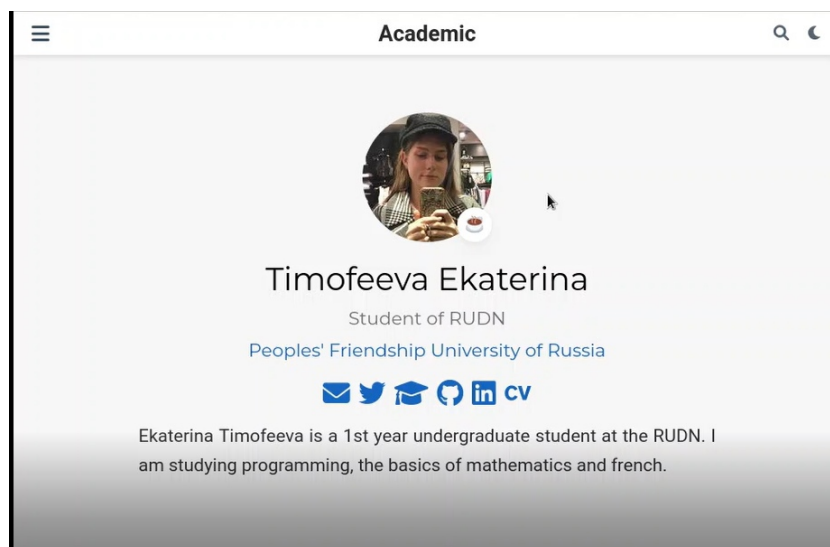 Academic
Timofeeva Ekaterina
Student of RUDN
Peoples' Friendship University of Russia
CV
Ekaterina Timofeeva is a 1st year undergraduate student at the RUDN. I
am studying programming, the basics of mathematics and french.